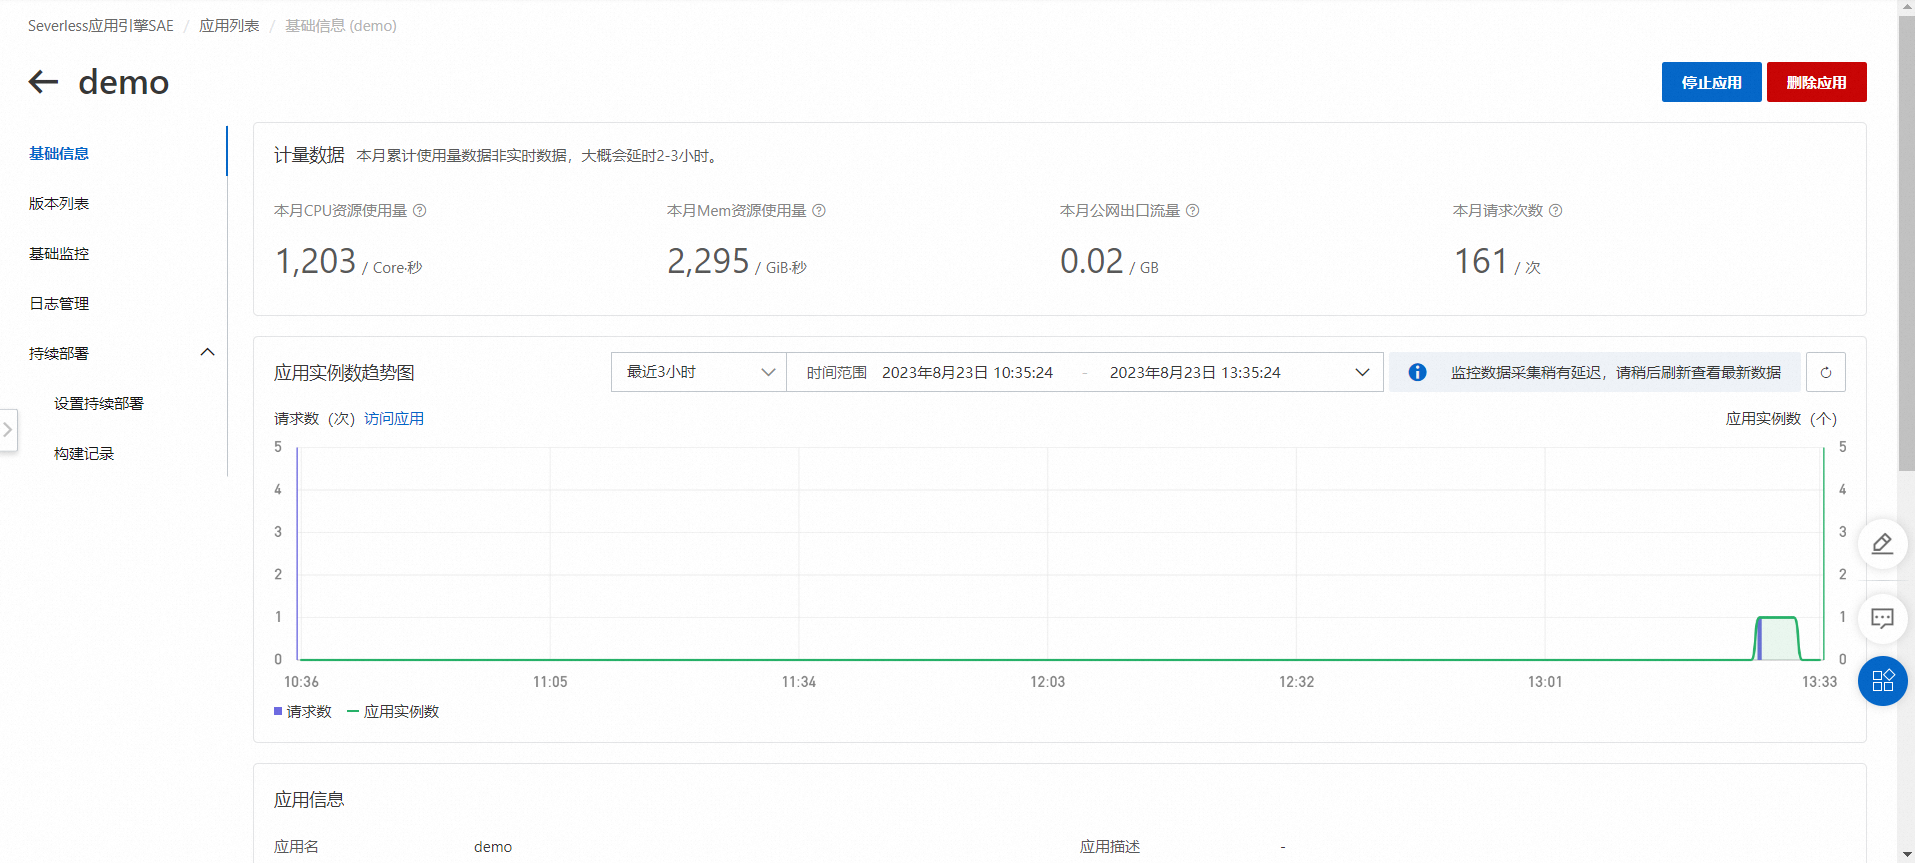 Severless应用引擎SAE / 应用列表 / 基础信息 (demo)
demo
停止应用 删除应用
基础信息
版本列表
基础监控
日志管理
持续部署
设置持续部署
构建记录
计量数据 本月累计使用量数据非实时数据，大概会延时2-3小时。
本月CPU资源使用量 本月Mem资源使用量 本月公网出口流量 本月请求次数
1,203 / Core·秒 2,295 / GiB·秒 0.02 / GB 161 / 次
应用实例数趋势图 最近3小时 时间范围 2023年8月23日 10:35:24 - 2023年8月23日 13:35:24 监控数据采集稍有延迟，请稍后刷新查看最新数据
请求数（次） 访问应用 应用实例数（个）
5 5
4 4
3 3
2 2
1 1
0 0
10:36 11:05 11:34 12:03 12:32 13:01 13:33
请求数 应用实例数
应用信息
应用名 demo 应用描述 -